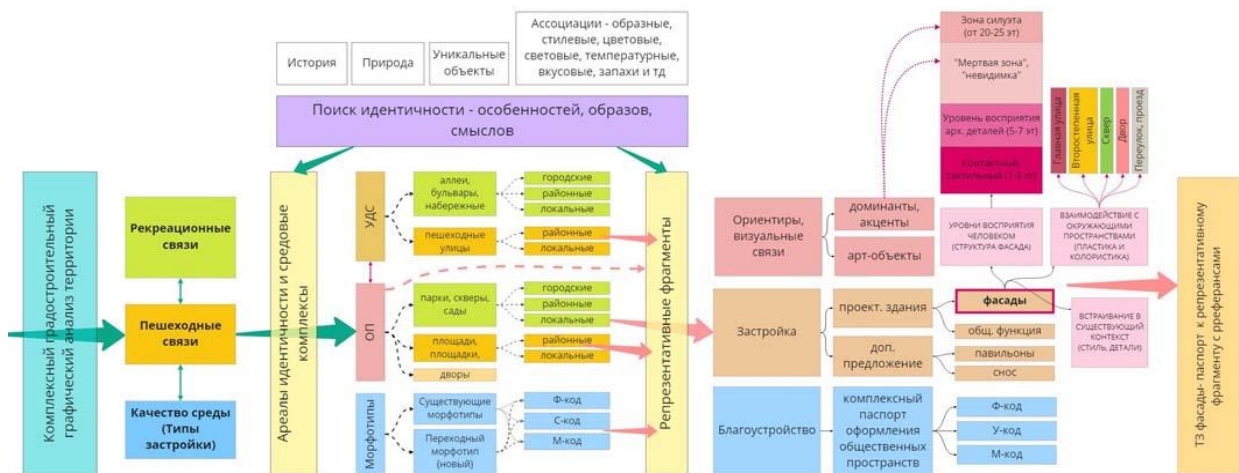 История
Природа
Уникальные
объекты
Ассоциации - образные,
стилевые, цветовые,
световые, температурные,
вкусовые, запахи и тд
Поиск идентичности - особенностей, образов,
смыслов
Комплексный градостроительный
графический анализ территории
Рекреационные
связи
Пешеходные
связи
Качество среды
(Типы
застройки)
Ареалы идентичности и средовые
комплексы
УДС
аллеи,
бульвары,
набережные
городские
районные
локальные
пешеходные
улицы
районные
локальные
ОП
парки, скверы,
сады
городские
районные
локальные
площади,
площадки,
районные
локальные
дворы
Морфотипы
Существующие
морфотипы
Переходный
морфотип
(новый)
Ф-код
С-код
М-код
Репрезентативные фрагменты
Ориентиры,
визуальные
связи
доминанты,
акценты
арт-объекты
Застройка
проект. здания
фасады
общ. функция
доп.
предложение
павильоны
снос
Благоустройство
комплексный
паспорт
оформления
общественных
пространств
Ф-код
У-код
М-код
Зона силуэта
(от 20-25 эт)
"Мертвая зона",
"невидимка"
Уровень восприятия
арх. деталей (5-7 эт)
Контактный,
тактильный (1-3 эт)
УРОВНИ ВОСПРИЯТИЯ
ЧЕЛОВЕКОМ
(СТРУКТУРА ФАСАДА)
Главная улица
Второстепенная
улица
Сквер
Двор
Переулок, проезд
ВЗАИМОДЕЙСТВИЕ С
ОКРУЖАЮЩИМИ
ПРОСТРАНСТВАМИ
(ПЛАСТИКА И
КОЛОРИСТИКА)
ВСТРАИВАНИЕ В
СУЩЕСТВУЮЩИЙ
КОНТЕКСТ
(СТИЛЬ, ДЕТАЛИ)
ТЗ фасады- паспорт к репрезентативному
фрагменту с рреферансами